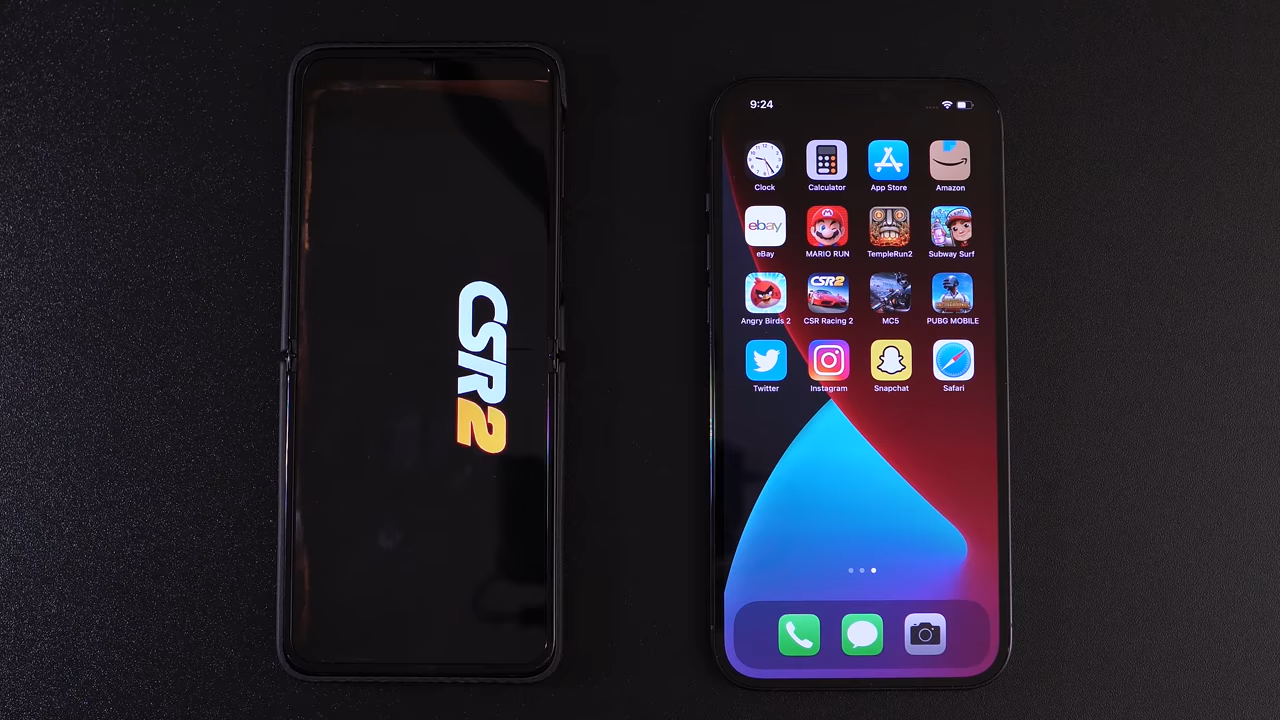 CSR2
9:24
Clock
Calculator
App Store
Amazon
ebay
eBay
MARIO RUN
TempleRun2
Subway Surf
CSR2
Angry Birds 2
CSR Racing 2
MC5
PUBG MOBILE
Twitter
Instagram
Snapchat
Safari